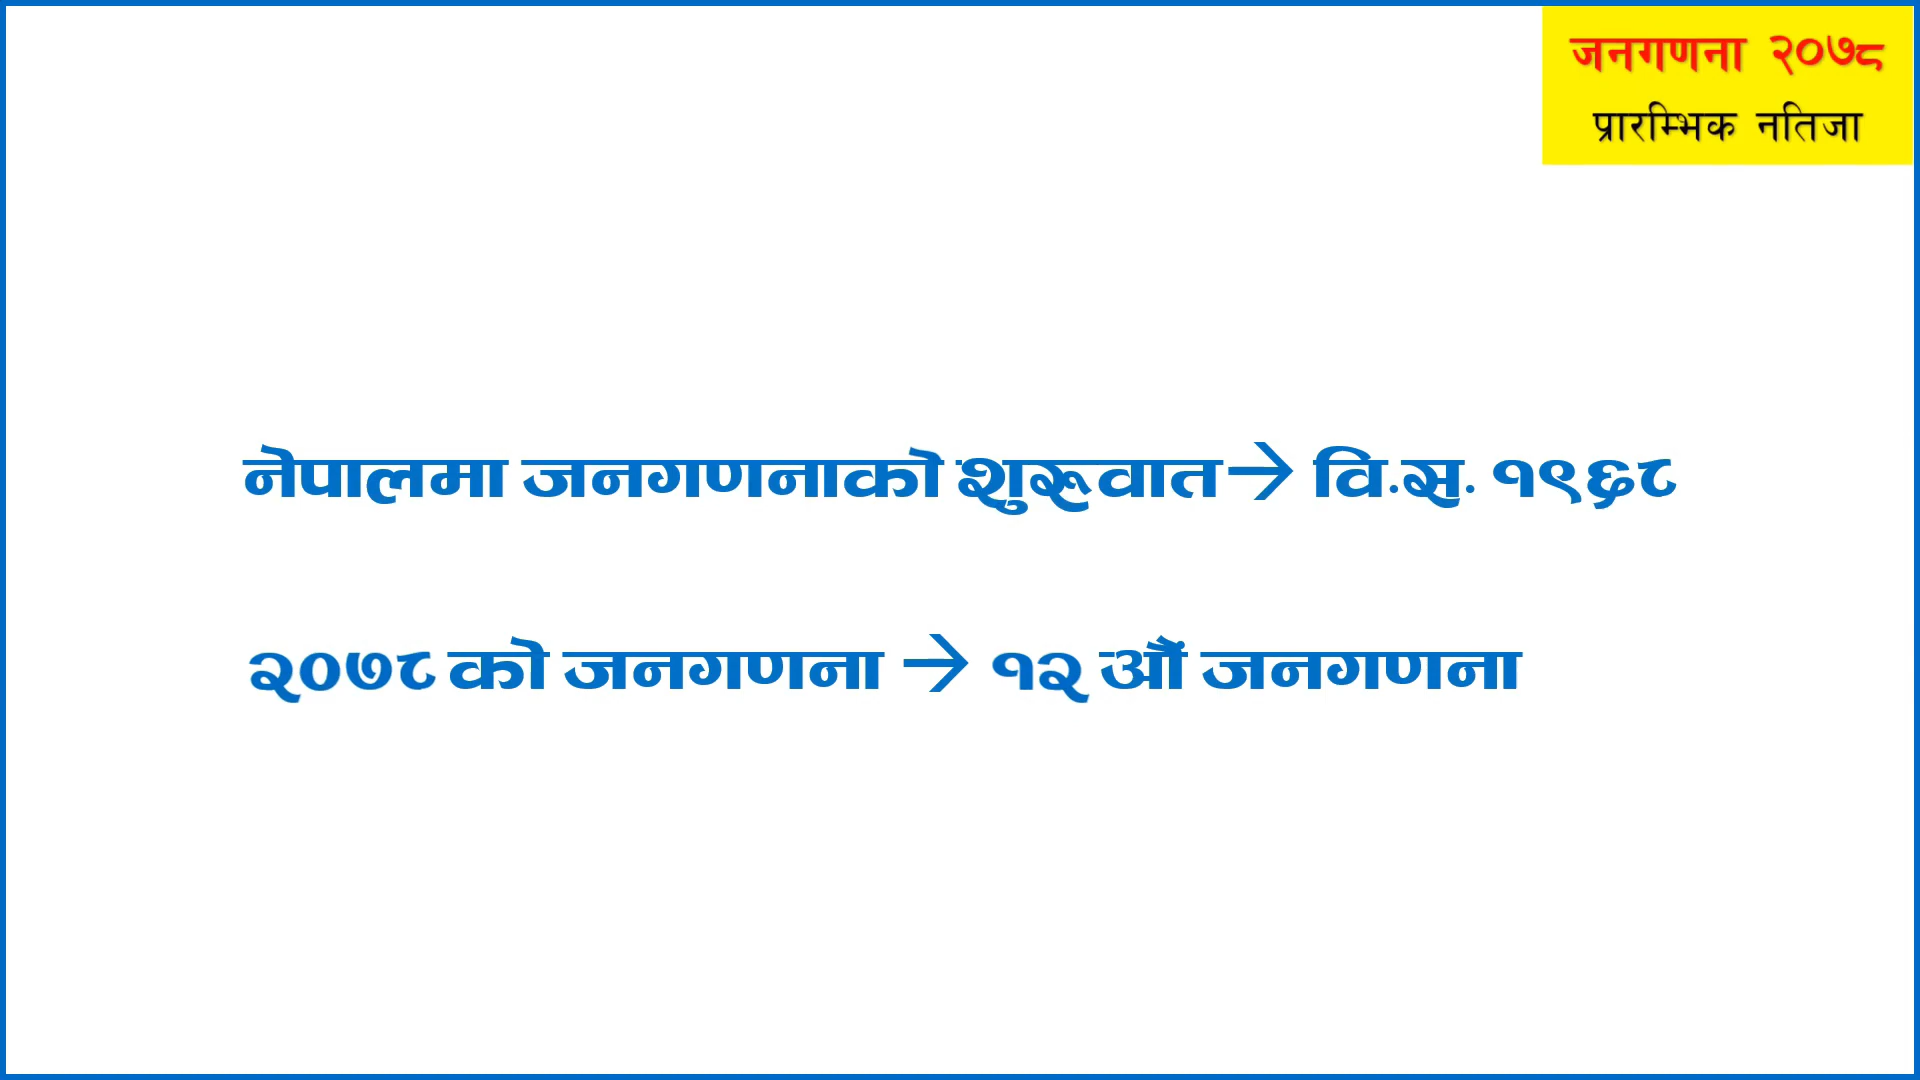 जनगणना २०७८
प्रारम्भिक नतिजा
नेपालमा जनगणनाको शुरूवात→ वि.स. १९६८
२०७८ को जनगणना → १२ औं जनगणना